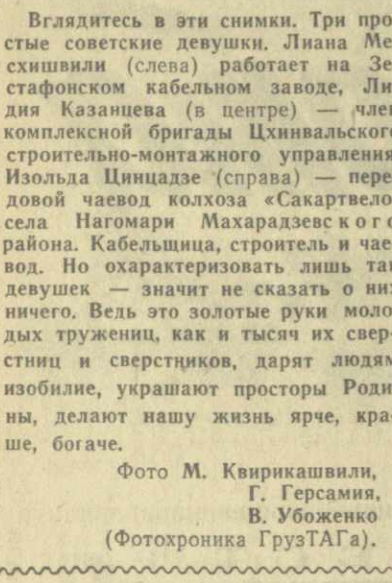 Вглядитесь в эти снимки. Три про-
стые советские девушки. Лиана Ме-
схишвили (слева) работает на Зе-
стафонском кабельном заводе, Ли-
дия Казанцева (в центре) — член
комплексной бригады Цхинвальского
строительно-монтажного управления,
Изольда Цинцадзе (справа) — пере-
довой чаевод колхоза «Сакартвело»
села Нагомари Махарадзевского
района. Кабельщица, строитель и чае-
вод. Но охарактеризовать лишь так
девушек — значит не сказать о них
ничего. Ведь это золотые руки моло-
дых тружениц, как и тысяч их свер-
стниц и сверстников, дарят людям
изобилие, украшают просторы Роди-
ны, делают нашу жизнь ярче, кра-
ше, богаче.
Фото М. Квирикашвили,
Г. Герсамия,
В. Убоженко
(Фотохроника ГрузТАГа).